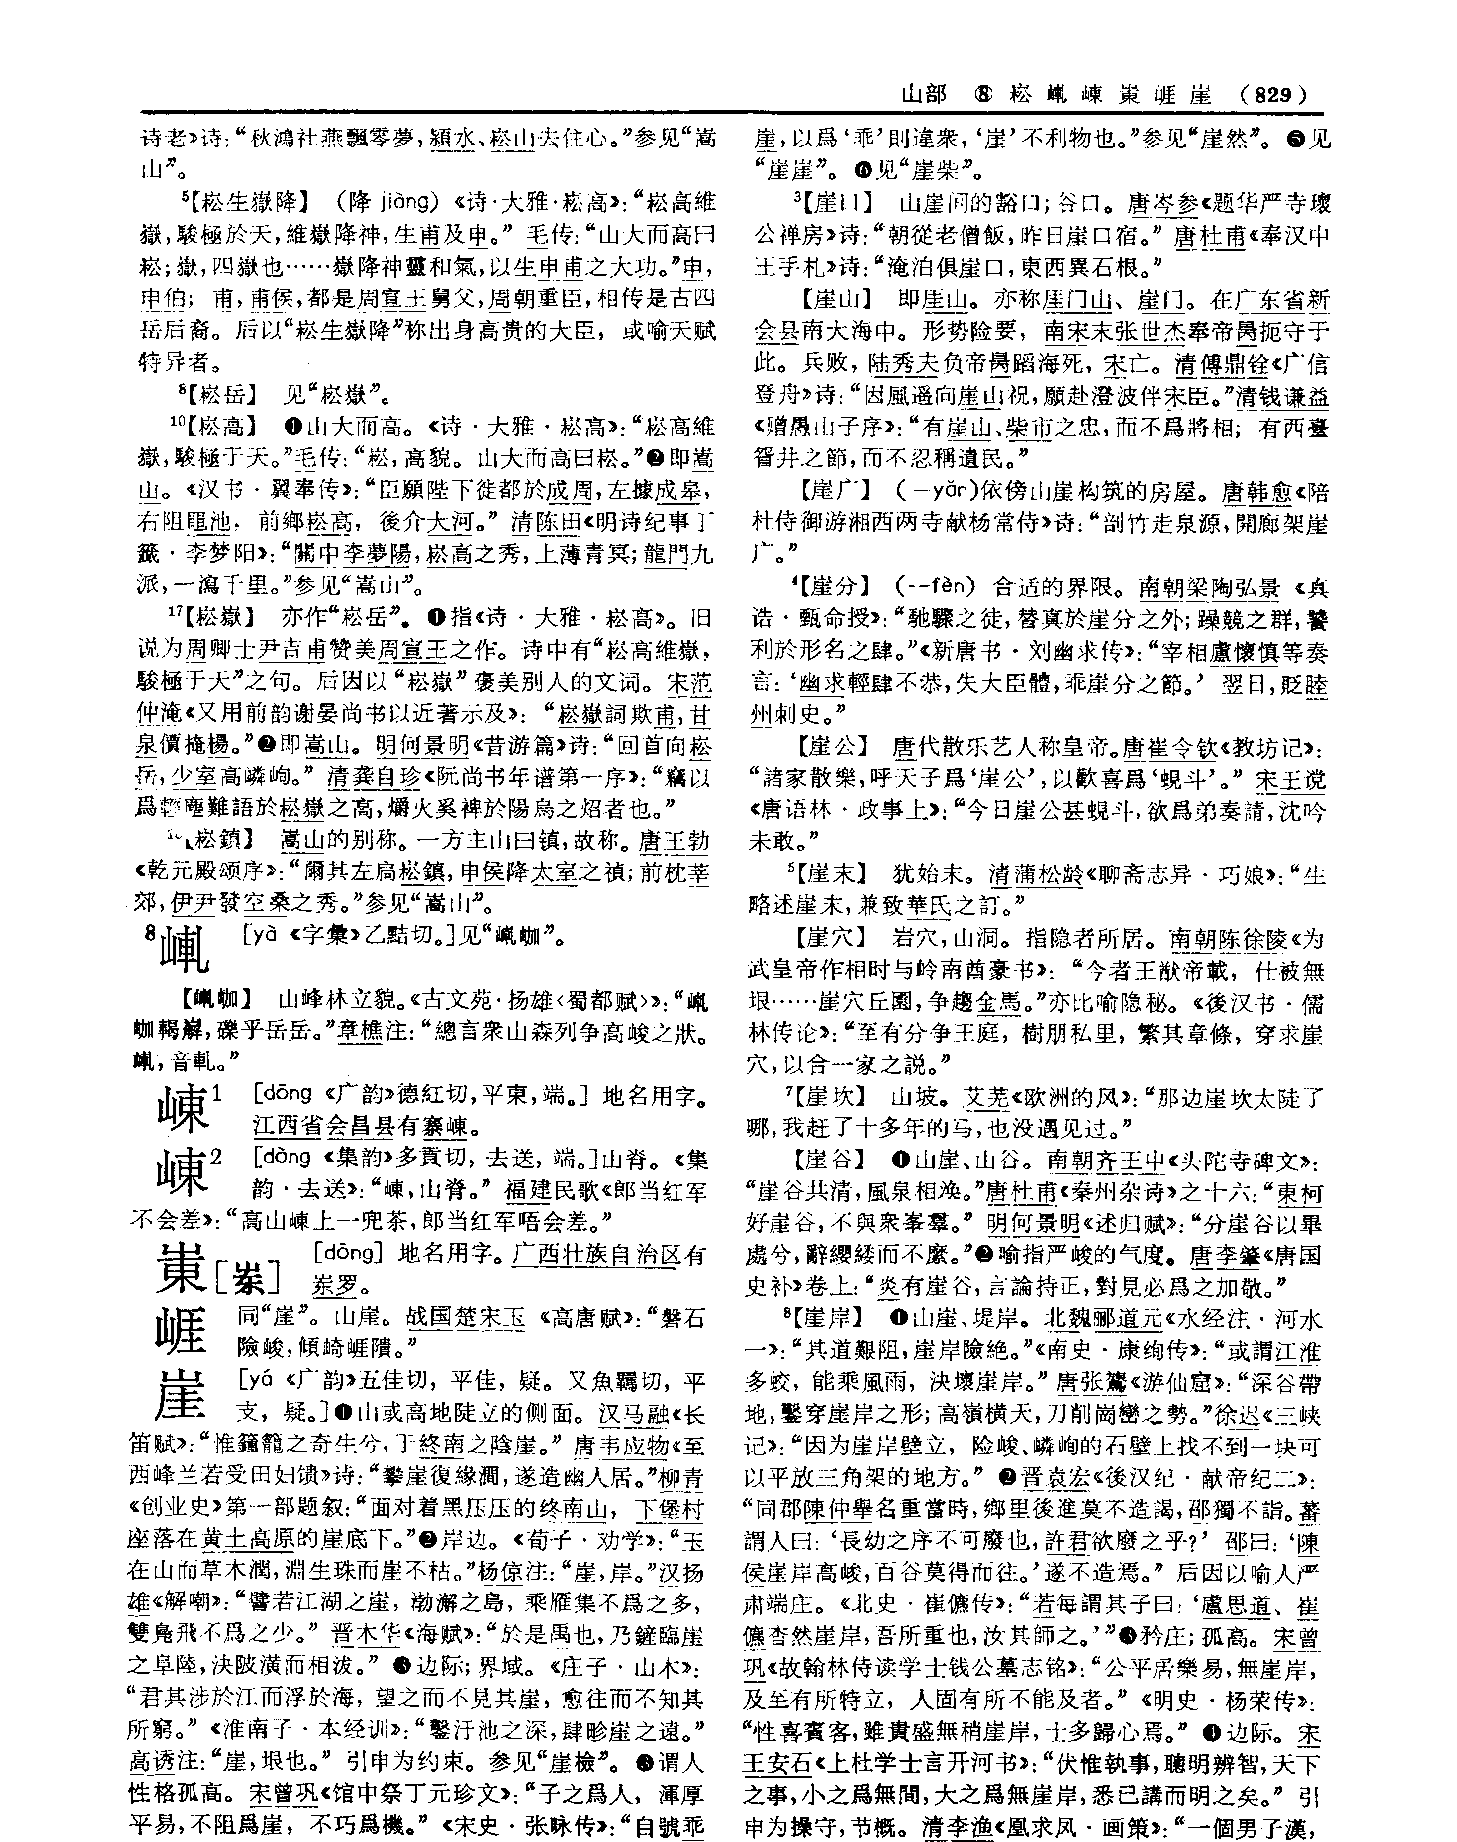 山部 ⑧ 崧 崨 崠 崬 崕 崖 (829)
诗老》诗:“秋鴻社燕飄零夢,潁水、崧山去住心。”参见“嵩
山”。
5【崧生嶽降】 (降 jiàng)《诗·大雅·崧高》:“崧高維
嶽,駿極於天,維嶽降神,生甫及申。” 毛传:“山大而高曰
崧;嶽,四嶽也……嶽降神靈和氣,以生申甫之大功。”申,
申伯; 甫,甫侯,都是周宣王舅父,周朝重臣,相传是古四
岳后裔。后以“崧生嶽降”称出身高贵的大臣, 或喻天赋
特异者。
8【崧岳】 见“崧嶽”。
10【崧高】 ❶山大而高。《诗·大雅·崧高》:“崧高維
嶽,駿極于天。”毛传:“崧,高貌。山大而高曰崧。”❷即嵩
山。《汉书·翼奉传》:“臣願陛下徙都於成周,左據成皋,
右阻黽池, 前鄉崧高, 後介大河。” 清陈田《明诗纪事丁
籤·李梦阳》:“關中李夢陽,崧高之秀,上薄青冥;龍門九
派,一瀉千里。”参见“嵩山”。
17【崧嶽】 亦作“崧岳”。❶指《诗·大雅·崧高》。旧
说为周卿士尹吉甫赞美周宣王之作。诗中有“崧高維嶽,
駿極于天”之句。后因以“崧嶽”褒美别人的文词。宋范
仲淹《又用前韵谢晏尚书以近著示及》: “崧嶽詞欺甫,甘
泉價掩楊。”❷即嵩山。明何景明《昔游篇》诗:“回首向崧
岳,少室高嶙峋。” 清龚自珍《阮尚书年谱第一序》:“竊以
爲 難語於崧嶽之高,爝火奚裨於陽烏之炤者也。”
【崧鎮】 嵩山的别称。一方主山曰镇,故称。唐王勃
《乾元殿颂序》:“爾其左扃崧鎮,申侯降太室之禎;前枕莘
郊,伊尹發空桑之秀。”参见“嵩山”。
8 [yà 《字彙》乙黠切。]见“ ”。
山峰林立貌。《古文苑·扬雄〈蜀都赋〉》:“
,礫乎岳岳。”章樵注:“總言衆山森列争高峻之狀。
,音軋。”
崠1 [dōng 《广韵》德紅切,平東,端。] 地名用字。
江西省会昌县有寨崠。
崠2 [dòng 《集韵》多貢切,去送,端。]山脊。《集
韵·去送》:“崠,山脊。” 福建民歌《郎当红军
不会差》:“高山崠上一兜茶,郎当红军唔会差。”
崬[岽] [dōng] 地名用字。广西壮族自治区有
岽罗。
崕 同“崖”。山崖。战国楚宋玉《高唐赋》:“磐石
險峻,傾崎崕隤。”
崖 [yá 《广韵》五佳切, 平佳, 疑。又魚羈切, 平
支, 疑。]❶山或高地陡立的侧面。汉马融《长
笛赋》:“惟籦籠之奇生兮,于終南之陰崖。” 唐韦应物《至
西峰兰若受田妇馈》诗:“攀崖復緣澗,遂造幽人居。”柳青
《创业史》第一部题叙:“面对着黑压压的终南山, 下堡村
座落在黄土高原的崖底下。”❷岸边。《荀子·劝学》:“玉
在山而草木潤,淵生珠而崖不枯。”杨倞注:“崖,岸。”汉扬
雄《解嘲》:“譬若江湖之崖, 渤澥之島, 乘雁集不爲之多,
雙鳧飛不爲之少。” 晋木华《海赋》:“於是禹也,乃鏟臨崖
之阜陸,決陂潢而相沷。” ❸边际;界域。《庄子·山木》:
“君其涉於江而浮於海, 望之而不見其崖, 愈往而不知其
所窮。” 《淮南子·本经训》:“鑿汙池之深,肆畛崖之遠。”
高诱注:“崖,垠也。” 引申为约束。参见“崖檢”。❹谓人
性格孤高。宋曾巩《馆中祭丁元珍文》:“子之爲人, 渾厚
平易,不阻爲崖, 不巧爲機。” 《宋史·张咏传》:“自號乖
崖,以爲‘乖’則違衆,‘崖’不利物也。”参见“崖然”。❺见
“崖崖”。❻见“崖柴”。
3【崖口】 山崖间的豁口;谷口。唐岑参《题华严寺瓌
公禅房》诗:“朝從老僧飯,昨日崖口宿。” 唐杜甫《奉汉中
王手札》诗:“淹泊俱崖口,東西異石根。”
【崖山】 即厓山。亦称厓门山、崖门。在广东省新
会县南大海中。形势险要, 南宋末张世杰奉帝昺扼守于
此。兵败, 陆秀夫负帝昺蹈海死, 宋亡。清傅鼎铨《广信
登舟》诗:“因風遥向崖山祝,願赴澄波伴宋臣。”清钱谦益
《赠愚山子序》:“有崖山、柴市之忠,而不爲將相; 有西臺
智井之節,而不忍稱遺民。”
【崖广】 (－yǎn)依傍山崖构筑的房屋。唐韩愈《陪
杜侍御游湘西两寺献杨常侍》诗:“剖竹走泉源,開廊架崖
广。”
4【崖分】 (--fèn) 合适的界限。南朝梁陶弘景《真
诰·甄命授》:“馳驟之徒,替真於崖分之外;躁競之群,饕
利於形名之肆。”《新唐书·刘幽求传》:“宰相盧懷慎等奏
言:‘幽求輕肆不恭,失大臣體,乖崖分之節。’ 翌日,貶睦
州刺史。”
【崖公】 唐代散乐艺人称皇帝。唐崔令钦《教坊记》:
“諸家散樂,呼天子爲‘崖公’,以歡喜爲‘蜆斗’。” 宋王谠
《唐语林·政事上》:“今日崖公甚蜆斗,欲爲弟奏請,沈吟
未敢。”
5【崖末】 犹始末。清蒲松龄《聊斋志异·巧娘》:“生
略述崖末,兼致華氏之訂。”
【崖穴】 岩穴,山洞。指隐者所居。南朝陈徐陵《为
武皇帝作相时与岭南酋豪书》: “今者王猷帝載, 仕被無
垠……崖穴丘園,争趨金馬。”亦比喻隐秘。《後汉书·儒
林传论》:“至有分争王庭, 樹朋私里, 繁其章條, 穿求崖
穴,以合一家之説。”
7【崖坎】 山坡。艾芜《欧洲的风》:“那边崖坎太陡了
哪,我赶了十多年的马,也没遇见过。”
【崖谷】 ❶山崖、山谷。南朝齐王屮《头陀寺碑文》:
“崖谷共清,風泉相渙。”唐杜甫《秦州杂诗》之十六:“東柯
好崖谷,不與衆峯羣。” 明何景明《述归赋》:“分崖谷以畢
處兮,辭纓緌而不縻。”❷喻指严峻的气度。唐李肇《唐国
史补》卷上:“炎有崖谷,言論持正,對見必爲之加敬。”
8【崖岸】 ❶山崖、堤岸。北魏郦道元《水经注·河水
一》:“其道艱阻,崖岸險絶。”《南史·康绚传》:“或謂江淮
多蛟, 能乘風雨, 決壞崖岸。” 唐张鷟《游仙窟》:“深谷帶
地,鑿穿崖岸之形;高嶺橫天,刀削崗巒之勢。”徐迟《三峡
记》:“因为崖岸壁立, 险峻、嶙峋的石壁上找不到一块可
以平放三角架的地方。” ❷晋袁宏《後汉纪·献帝纪二》:
“同郡陳仲舉名重當時,鄉里後進莫不造謁,邵獨不詣。蕃
謂人曰: ‘長幼之序不可廢也,許君欲廢之乎?’ 邵曰:‘陳
侯崖岸高峻,百谷莫得而往。’遂不造焉。” 后因以喻人严
肃端庄。《北史·崔儦传》:“若每謂其子曰:‘盧思道、崔
儦杳然崖岸,吾所重也,汝其師之。’”❸矜庄;孤高。宋曾
巩《故翰林侍读学士钱公墓志铭》:“公平居樂易,無崖岸,
及至有所特立, 人固有所不能及者。” 《明史·杨荣传》:
“性喜賓客,雖貴盛無稍崖岸,士多歸心焉。” ❹边际。宋
王安石《上杜学士言开河书》:“伏惟執事,聰明辨智,天下
之事,小之爲無間,大之爲無崖岸,悉已講而明之矣。” 引
申为操守,节概。清李渔《凰求凤·画策》:“一個男子漢,